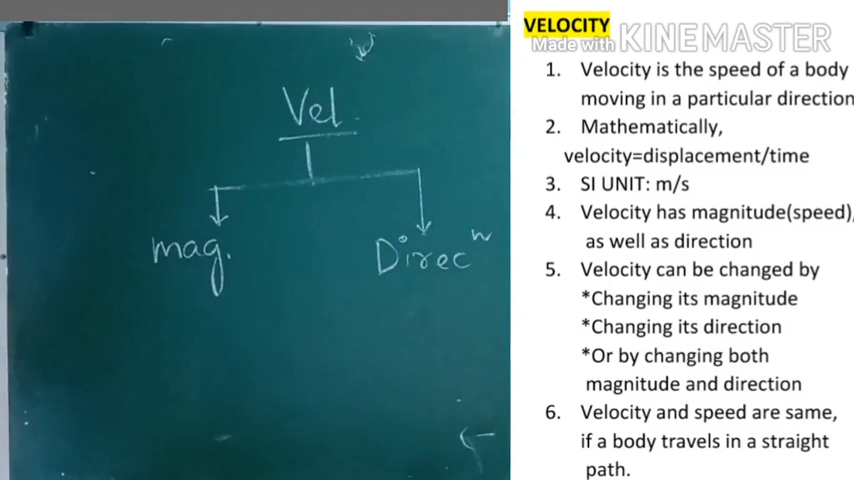 Vel.
mag.
Direcⁿ
VELOCITY
Made with KINEMASTER
1. Velocity is the speed of a body
moving in a particular direction
2. Mathematically,
velocity=displacement/time
3. SI UNIT: m/s
4. Velocity has magnitude(speed),
as well as direction
5. Velocity can be changed by
*Changing its magnitude
*Changing its direction
*Or by changing both
magnitude and direction
6. Velocity and speed are same,
if a body travels in a straight
path.